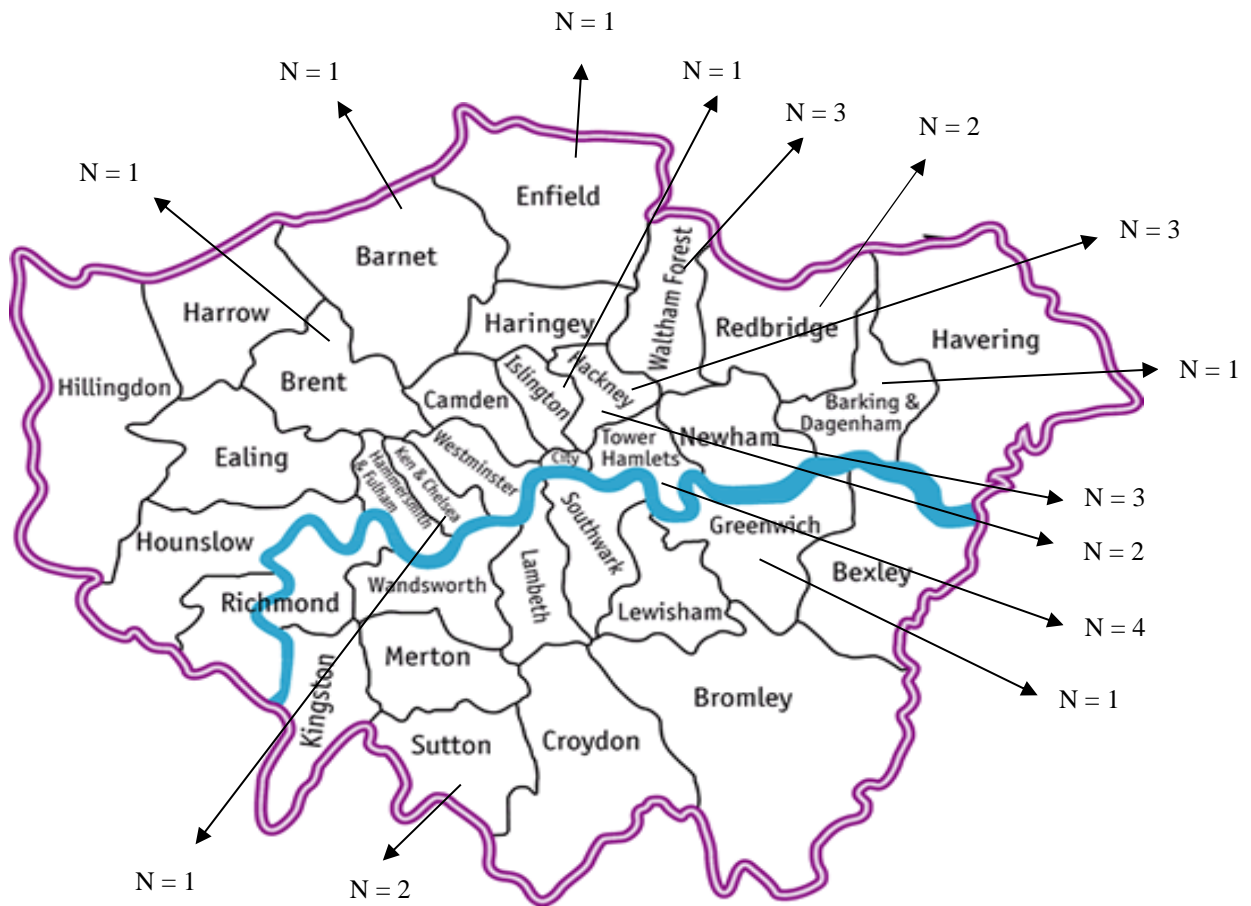 N = 1
N = 1
N = 1
N = 3
N = 2
N = 1
Enfield
Barnet
Waltham Forest
N = 3
Harrow
Haringey
Redbridge
Havering
Hillingdon
Brent
Camden
Islington
Hackney
N = 1
Barking &
Dagenham
Ealing
Westminster
City
Tower
Hamlets
Newham
Ken & Chelsea
Hammersmith
& Fulham
N = 3
Hounslow
Southwark
Greenwich
N = 2
Richmond
Wandsworth
Lambeth
Lewisham
Bexley
N = 4
Kingston
Merton
Bromley
N = 1
Sutton
Croydon
N = 1
N = 2